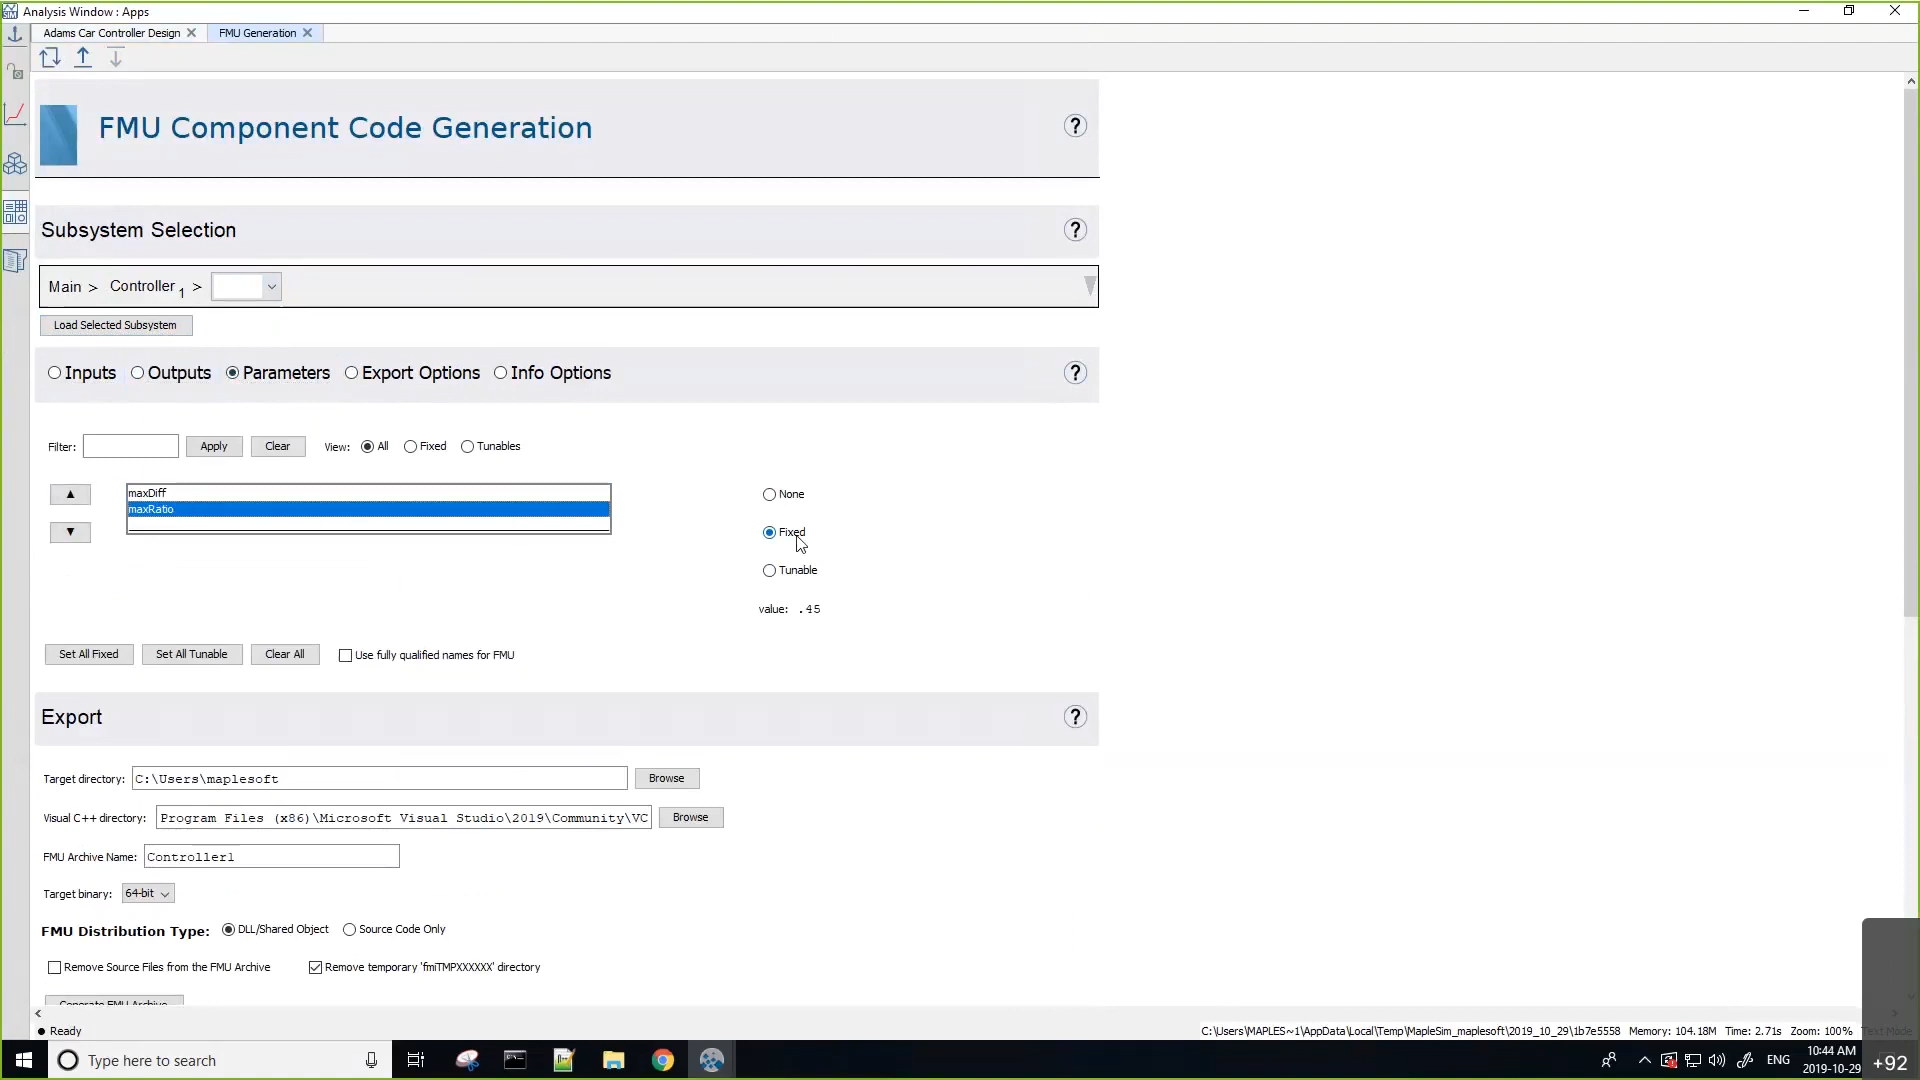 Analysis Window : Apps
Adams Car Controller Design
FMU Generation
FMU Component Code Generation
?
Subsystem Selection
?
Main > Controller 1 >
Load Selected Subsystem
Inputs Outputs Parameters Export Options Info Options
?
Filter: Apply Clear View: All Fixed Tunables
▲
maxDiff
None
maxRatio
▼
Fixed
Tunable
value: .45
Set All Fixed Set All Tunable Clear All Use fully qualified names for FMU
Export
?
Target directory: C:\Users\maplesoft Browse
Visual C++ directory: Program Files (x86)\Microsoft Visual Studio\2019\Community\VC Browse
FMU Archive Name: Controller1
Target binary: 64-bit
FMU Distribution Type: DLL/Shared Object Source Code Only
Remove Source Files from the FMU Archive Remove temporary 'fmiTMPXXXXXX' directory
Generate FMU Archive
Ready
C:\Users\MAPLES~1\AppData\Local\Temp\MapleSim_maplesoft\2019_10_29\1b7e5558 Memory: 104.18M Time: 2.71s Zoom: 100% Text Mode
Type here to search
ENG
10:44 AM
2019-10-29
+92